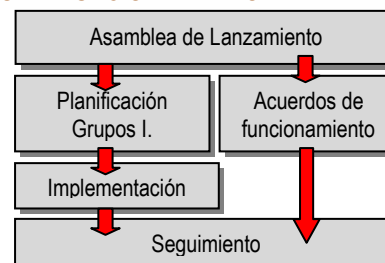 Asamblea de Lanzamiento
Planificación
Grupos I.
Acuerdos de
funcionamiento
Implementación
Seguimiento